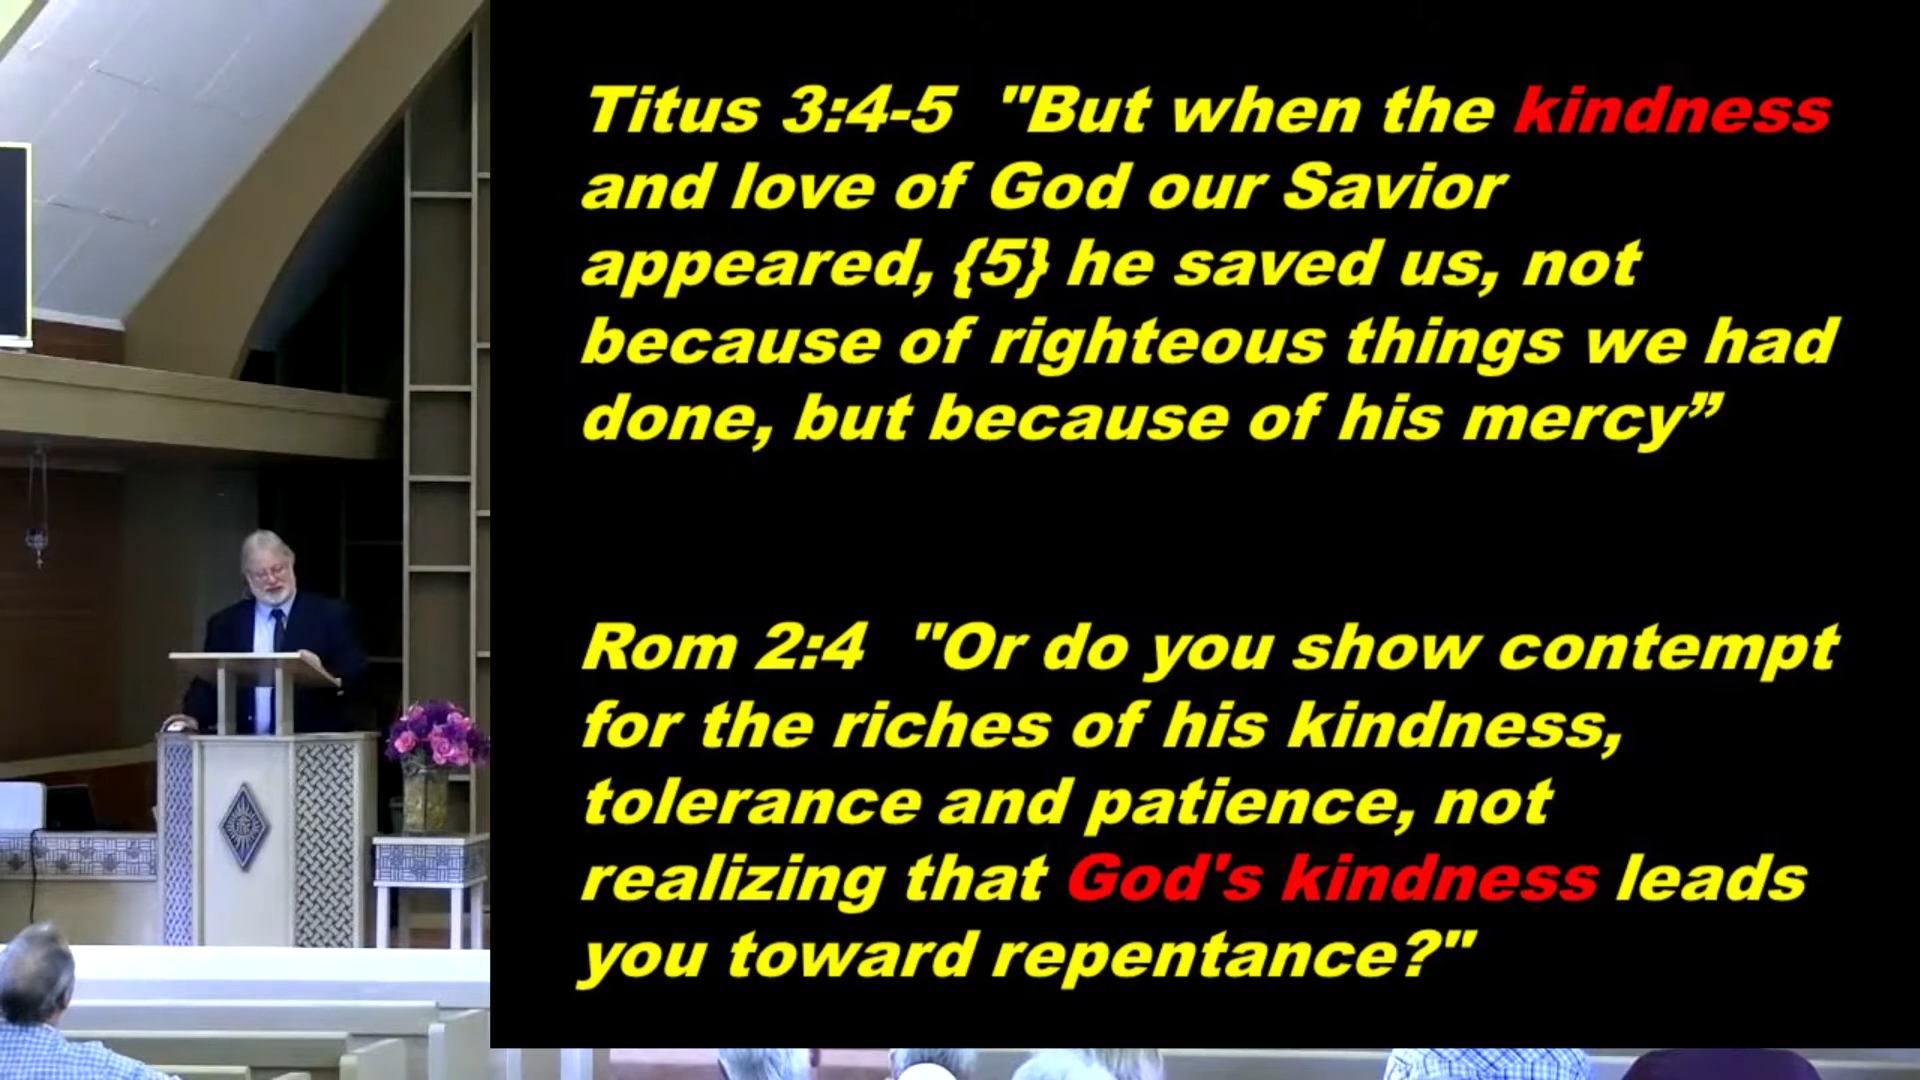 Titus 3:4-5  "But when the kindness
and love of God our Savior
appeared, {5} he saved us, not
because of righteous things we had
done, but because of his mercy”
Rom 2:4  "Or do you show contempt
for the riches of his kindness,
tolerance and patience, not
realizing that God's kindness leads
you toward repentance?"